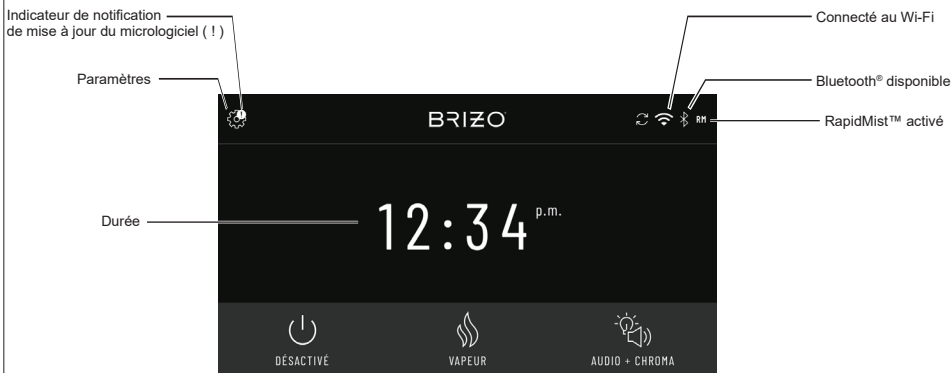 Indicateur de notification
de mise à jour du micrologiciel ( ! )
Connecté au Wi-Fi
Paramètres
Bluetooth® disponible
BRIZO
RM
RapidMist™ activé
Durée
12:34 p.m.
DÉSACTIVÉ
VAPEUR
AUDIO + CHROMA